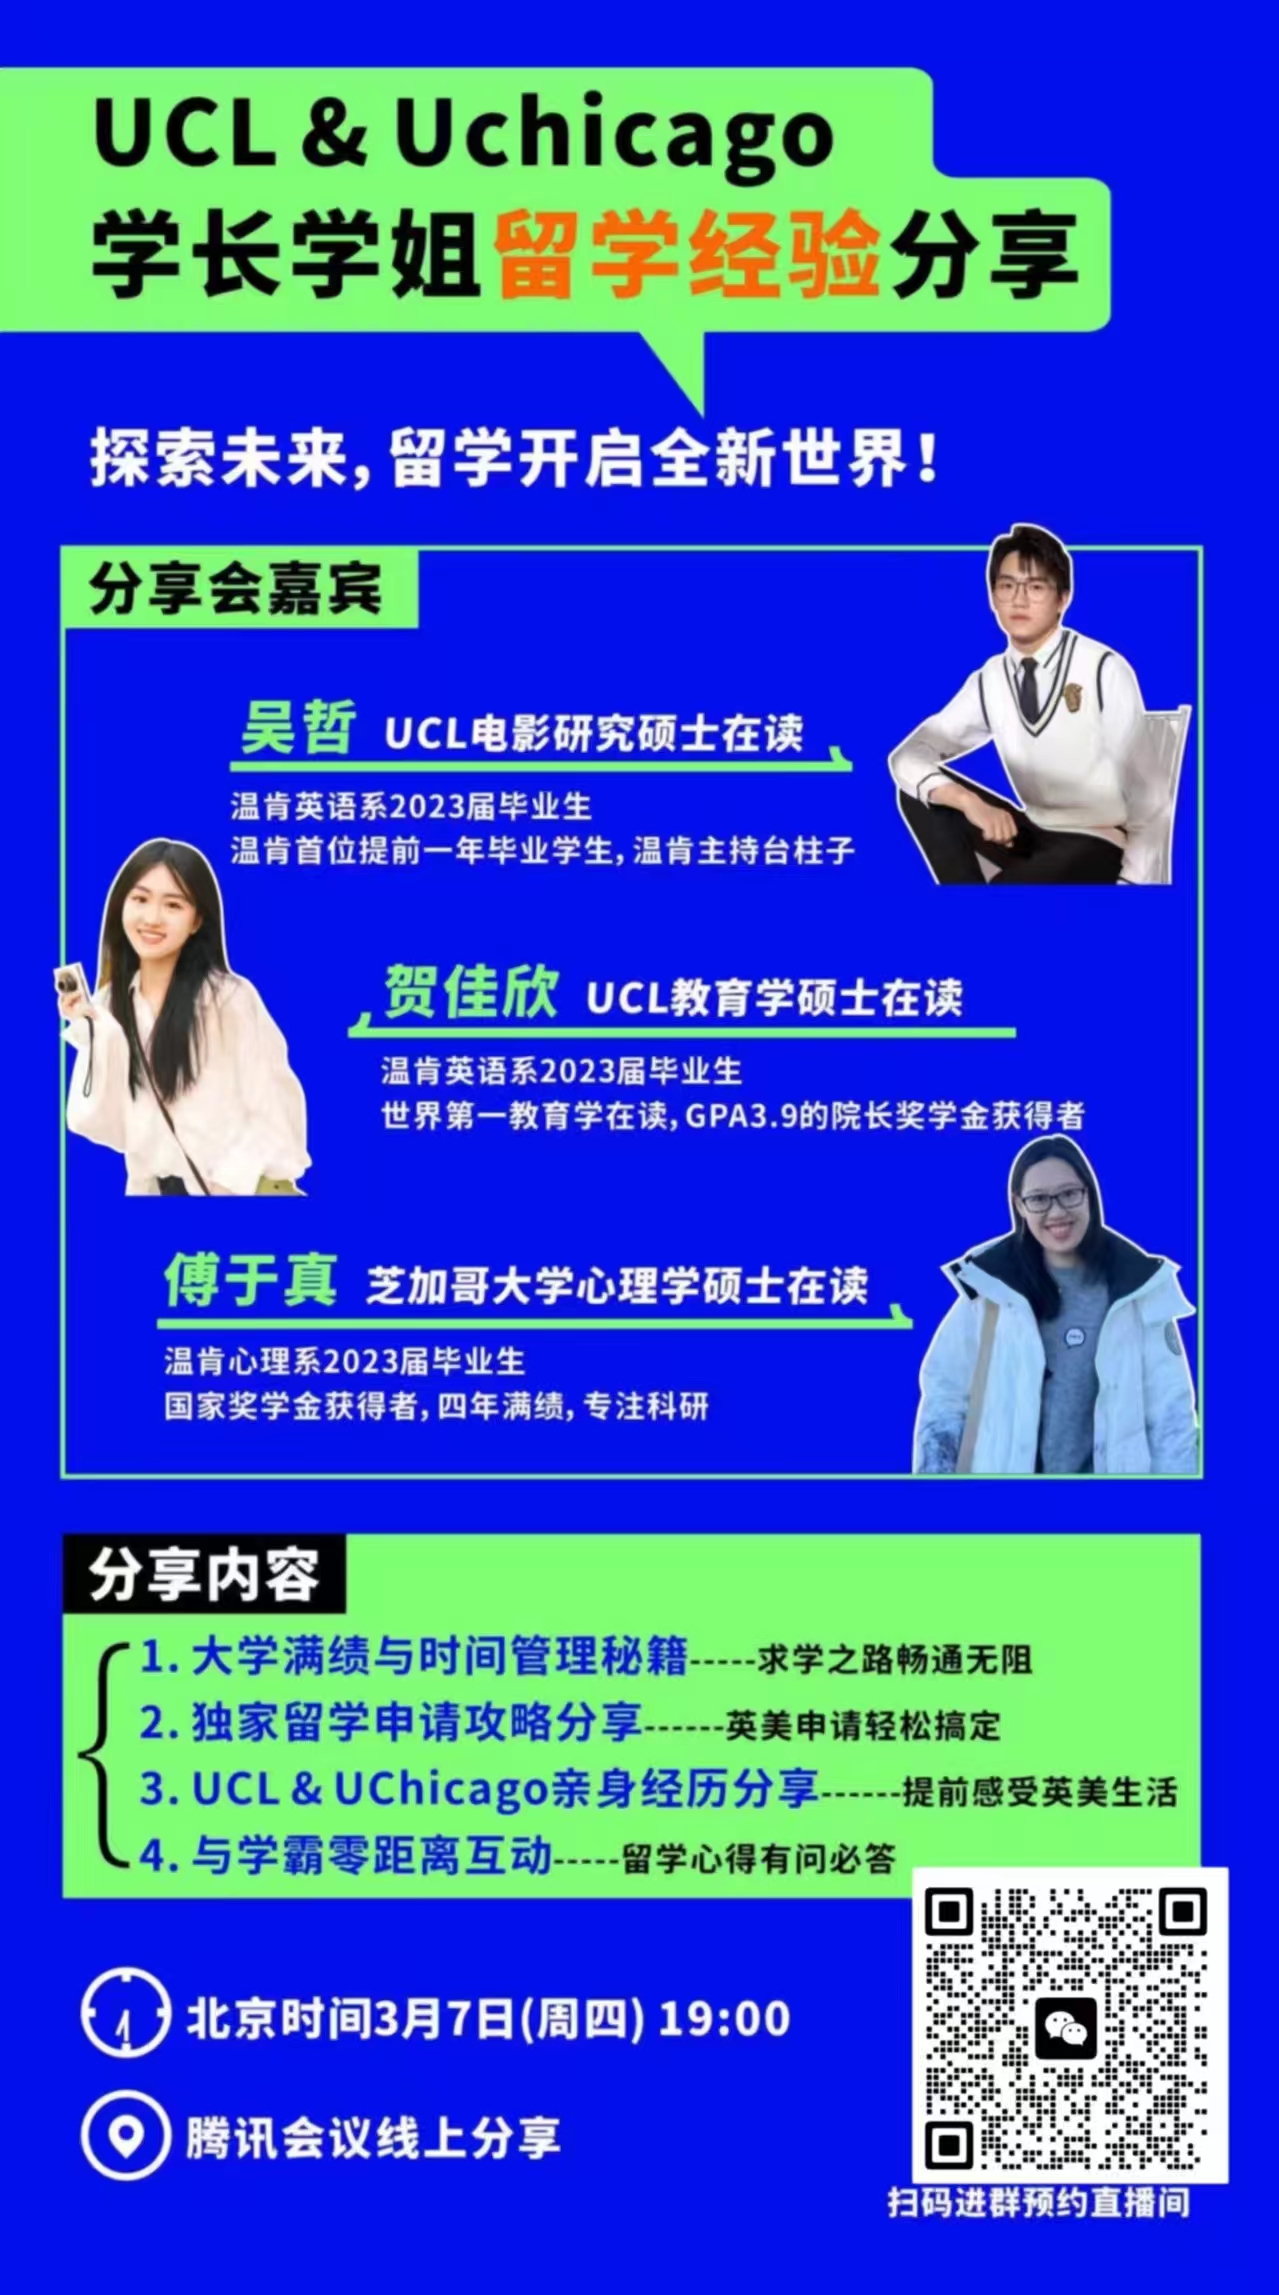 UCL & Uchicago
学长学姐留学经验分享
探索未来,留学开启全新世界!
分享会嘉宾
吴哲 UCL电影研究硕士在读
温肯英语系2023届毕业生
温肯首位提前一年毕业学生,温肯主持台柱子
贺佳欣 UCL教育学硕士在读
温肯英语系2023届毕业生
世界第一教育学在读,GPA3.9的院长奖学金获得者
傅于真 芝加哥大学心理学硕士在读
温肯心理系2023届毕业生
国家奖学金获得者,四年满绩,专注科研
分享内容
1. 大学满绩与时间管理秘籍-----求学之路畅通无阻
2. 独家留学申请攻略分享------英美申请轻松搞定
3. UCL & UChicago亲身经历分享------提前感受英美生活
4. 与学霸零距离互动-----留学心得有问必答
北京时间3月7日(周四) 19:00
腾讯会议线上分享
扫码进群预约直播间